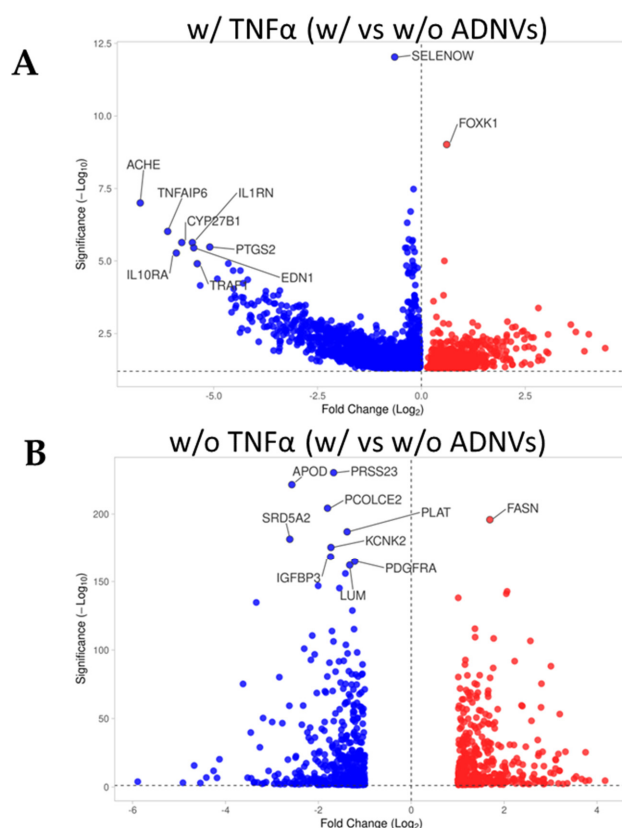 w/ TNFα (w/ vs w/o ADNVs)
A
12.5
10.0
7.5
5.0
2.5
Significance (−Log10)
SELENOW
FOXK1
ACHE
TNFAIP6
IL1RN
CYP27B1
PTGS2
IL10RA
TRAF1
EDN1
-5.0 -2.5 0.0 2.5
Fold Change (Log2)
w/o TNFα (w/ vs w/o ADNVs)
B
200
150
100
50
0
Significance (−Log10)
APOD PRSS23
PCOLCE2
SRD5A2 PLAT FASN
KCNK2
IGFBP3 PDGFRA
LUM
-6 -4 -2 0 2 4
Fold Change (Log2)